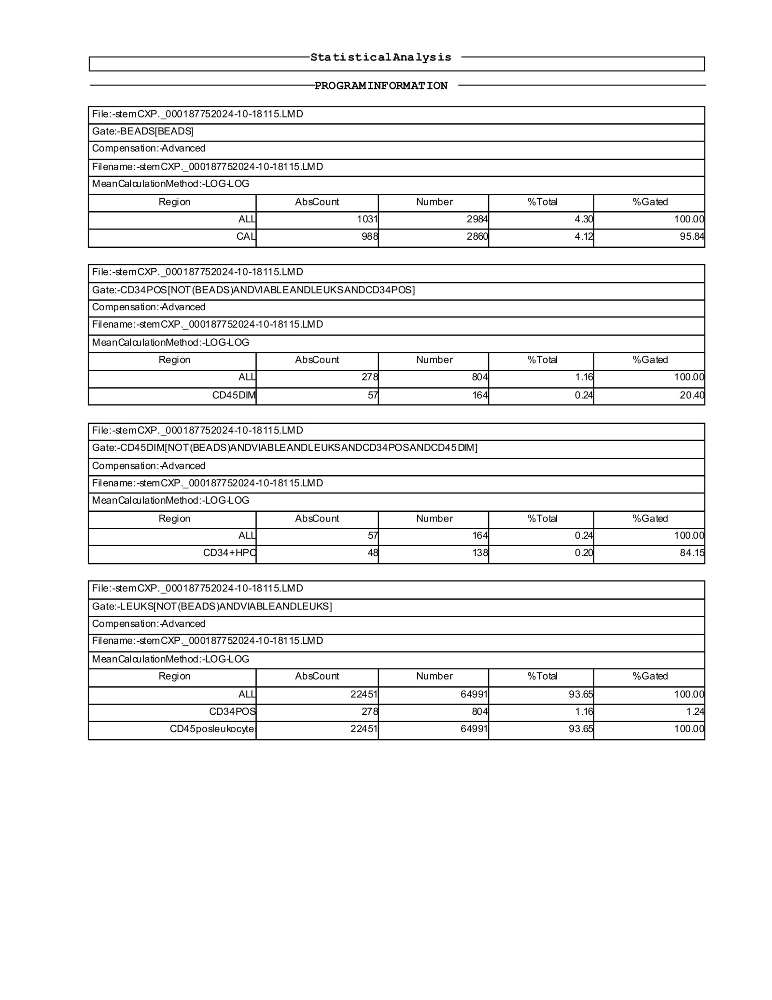 StatisticalAnalysis
PROGRAMINFORMATION
File:-stemCXP._000187752024-10-18115.LMD
Gate:-BEADS[BEADS]
Compensation:-Advanced
Filename:-stemCXP._000187752024-10-18115.LMD
MeanCalculationMethod:-LOG-LOG
Region AbsCount Number %Total %Gated
ALL 1031 2984 4.30 100.00
CAL 988 2860 4.12 95.84
File:-stemCXP._000187752024-10-18115.LMD
Gate:-CD34POS[NOT(BEADS)ANDVIABLEANDLEUKSANDCD34POS]
Compensation:-Advanced
Filename:-stemCXP._000187752024-10-18115.LMD
MeanCalculationMethod:-LOG-LOG
Region AbsCount Number %Total %Gated
ALL 278 804 1.16 100.00
CD45DIM 57 164 0.24 20.40
File:-stemCXP._000187752024-10-18115.LMD
Gate:-CD45DIM[NOT(BEADS)ANDVIABLEANDLEUKSANDCD34POSANDCD45DIM]
Compensation:-Advanced
Filename:-stemCXP._000187752024-10-18115.LMD
MeanCalculationMethod:-LOG-LOG
Region AbsCount Number %Total %Gated
ALL 57 164 0.24 100.00
CD34+HPC 48 138 0.20 84.15
File:-stemCXP._000187752024-10-18115.LMD
Gate:-LEUKS[NOT(BEADS)ANDVIABLEANDLEUKS]
Compensation:-Advanced
Filename:-stemCXP._000187752024-10-18115.LMD
MeanCalculationMethod:-LOG-LOG
Region AbsCount Number %Total %Gated
ALL 22451 64991 93.65 100.00
CD34POS 278 804 1.16 1.24
CD45posleukocytes 22451 64991 93.65 100.00